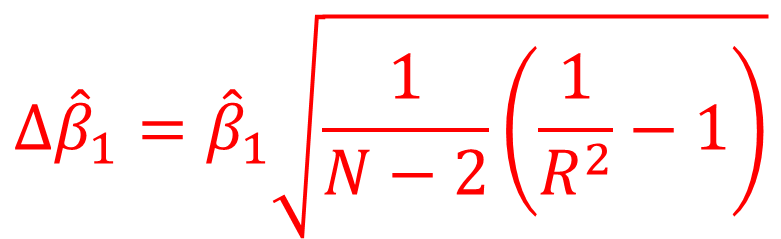 Δβ̂₁ = β̂₁ √(1/(N − 2) (1/R² − 1))